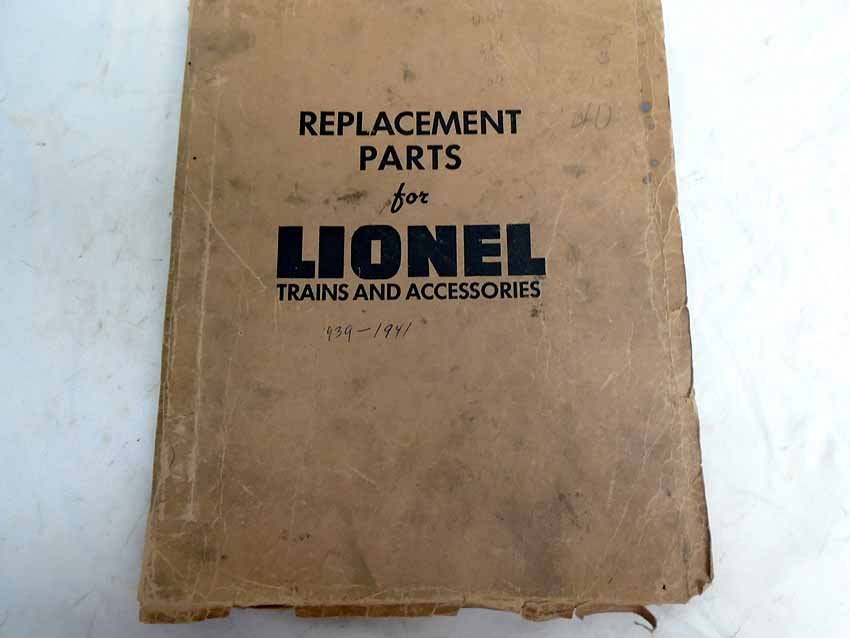 REPLACEMENT
PARTS
for
LIONEL
TRAINS AND ACCESSORIES
1939-1941